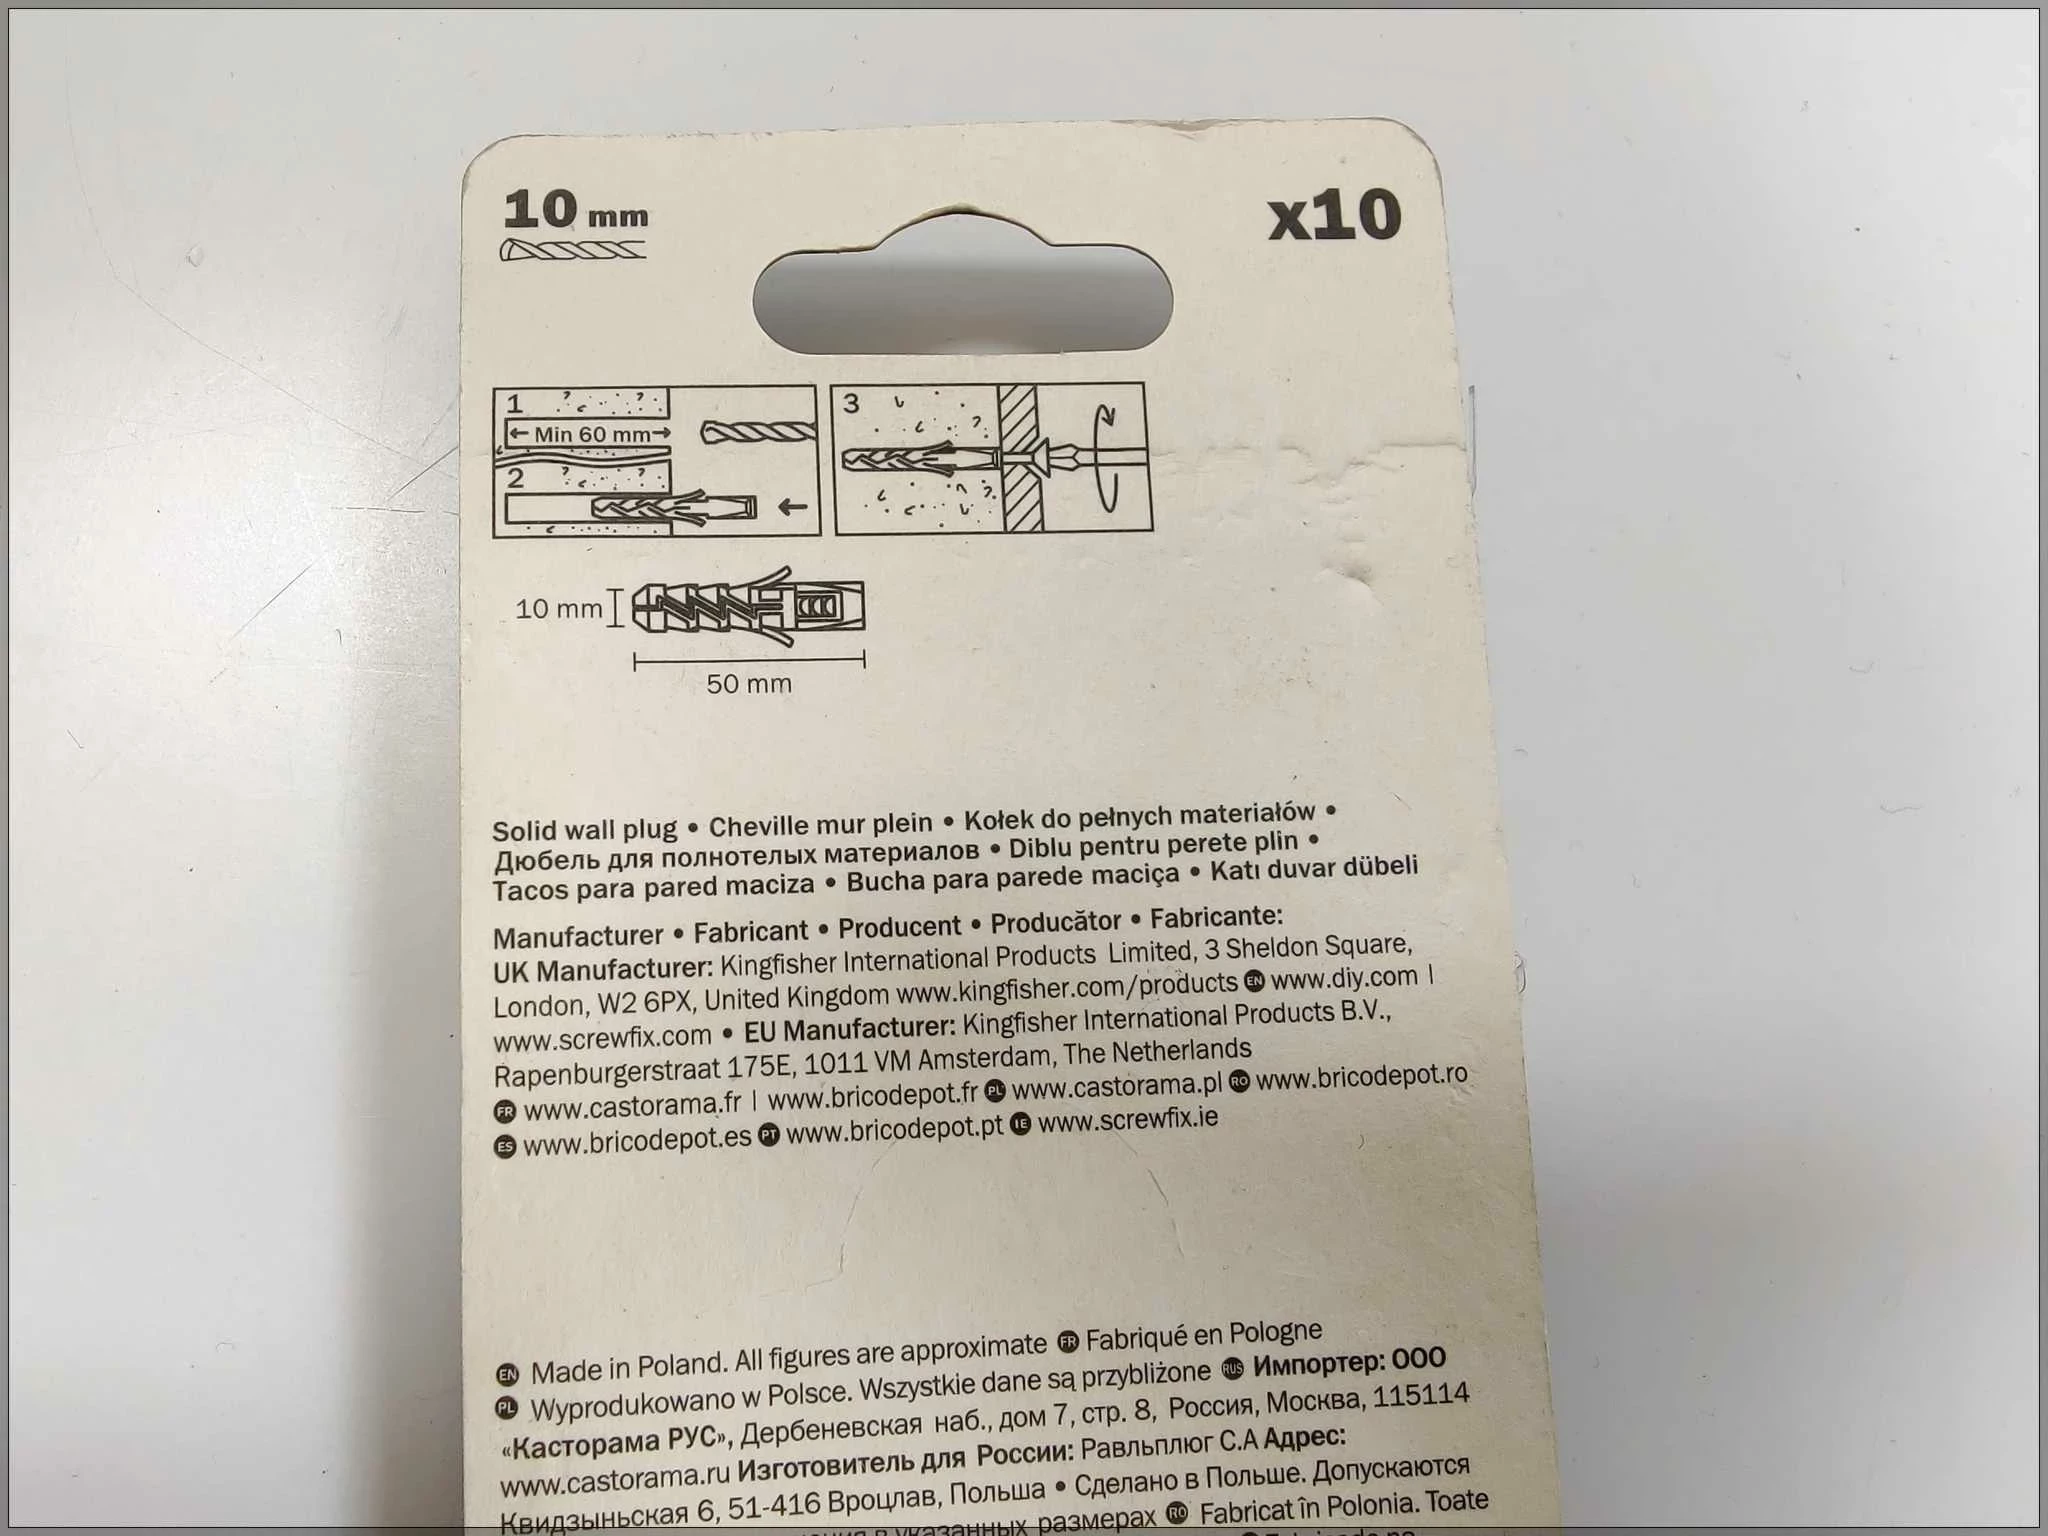 10 mm
x10
1
Min 60 mm
2
3
10 mm
50 mm
Solid wall plug • Cheville mur plein • Kołek do pełnych materiałów •
Дюбель для полнотелых материалов • Diblu pentru perete plin •
Tacos para pared maciza • Bucha para parede maciça • Katı duvar dübeli
Manufacturer • Fabricant • Producent • Producător • Fabricante:
UK Manufacturer: Kingfisher International Products Limited, 3 Sheldon Square,
London, W2 6PX, United Kingdom www.kingfisher.com/products EN www.diy.com |
www.screwfix.com • EU Manufacturer: Kingfisher International Products B.V.,
Rapenburgerstraat 175E, 1011 VM Amsterdam, The Netherlands
FR www.castorama.fr | www.bricodepot.fr PL www.castorama.pl RO www.bricodepot.ro
ES www.bricodepot.es PT www.bricodepot.pt IE www.screwfix.ie
EN Made in Poland. All figures are approximate FR Fabriqué en Pologne
PL Wyprodukowano w Polsce. Wszystkie dane są przybliżone RUS Импортер: ООО
«Касторама РУС», Дербеневская наб., дом 7, стр. 8, Россия, Москва, 115114
www.castorama.ru Изготовитель для России: Равльплюг С.А Адрес:
Квидзыньская 6, 51-416 Вроцлав, Польша • Сделано в Польше. Допускаются
в указанных размерах RO Fabricat în Polonia. Toate